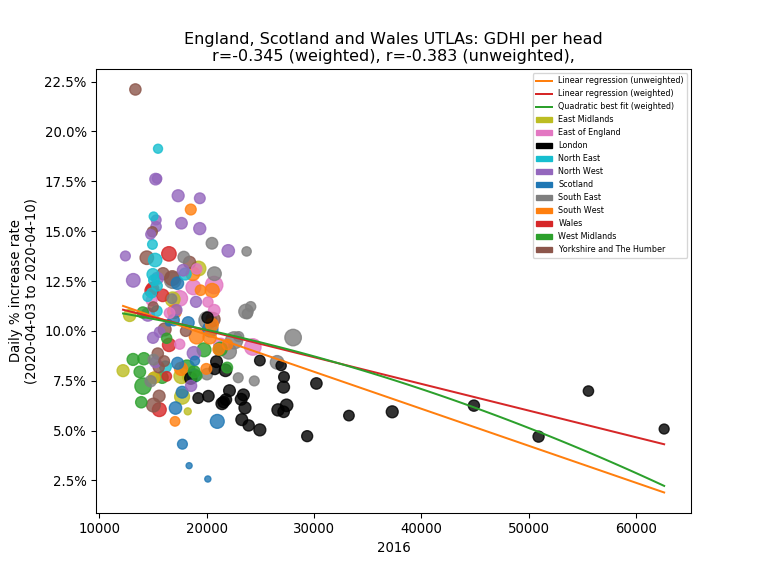 England, Scotland and Wales UTLAs: GDHI per head
r=-0.345 (weighted), r=-0.383 (unweighted),
Daily % increase rate
(2020-04-03 to 2020-04-10)
22.5%
20.0%
17.5%
15.0%
12.5%
10.0%
7.5%
5.0%
2.5%
Linear regression (unweighted)
Linear regression (weighted)
Quadratic best fit (weighted)
East Midlands
East of England
London
North East
North West
Scotland
South East
South West
Wales
West Midlands
Yorkshire and The Humber
10000 20000 30000 40000 50000 60000
2016